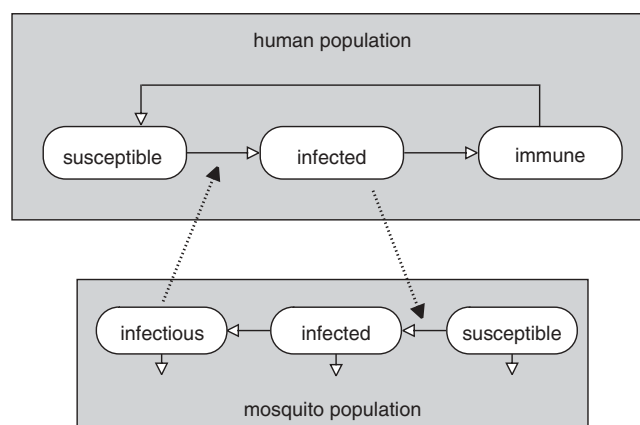 human population
susceptible
infected
immune
infectious
infected
susceptible
mosquito population